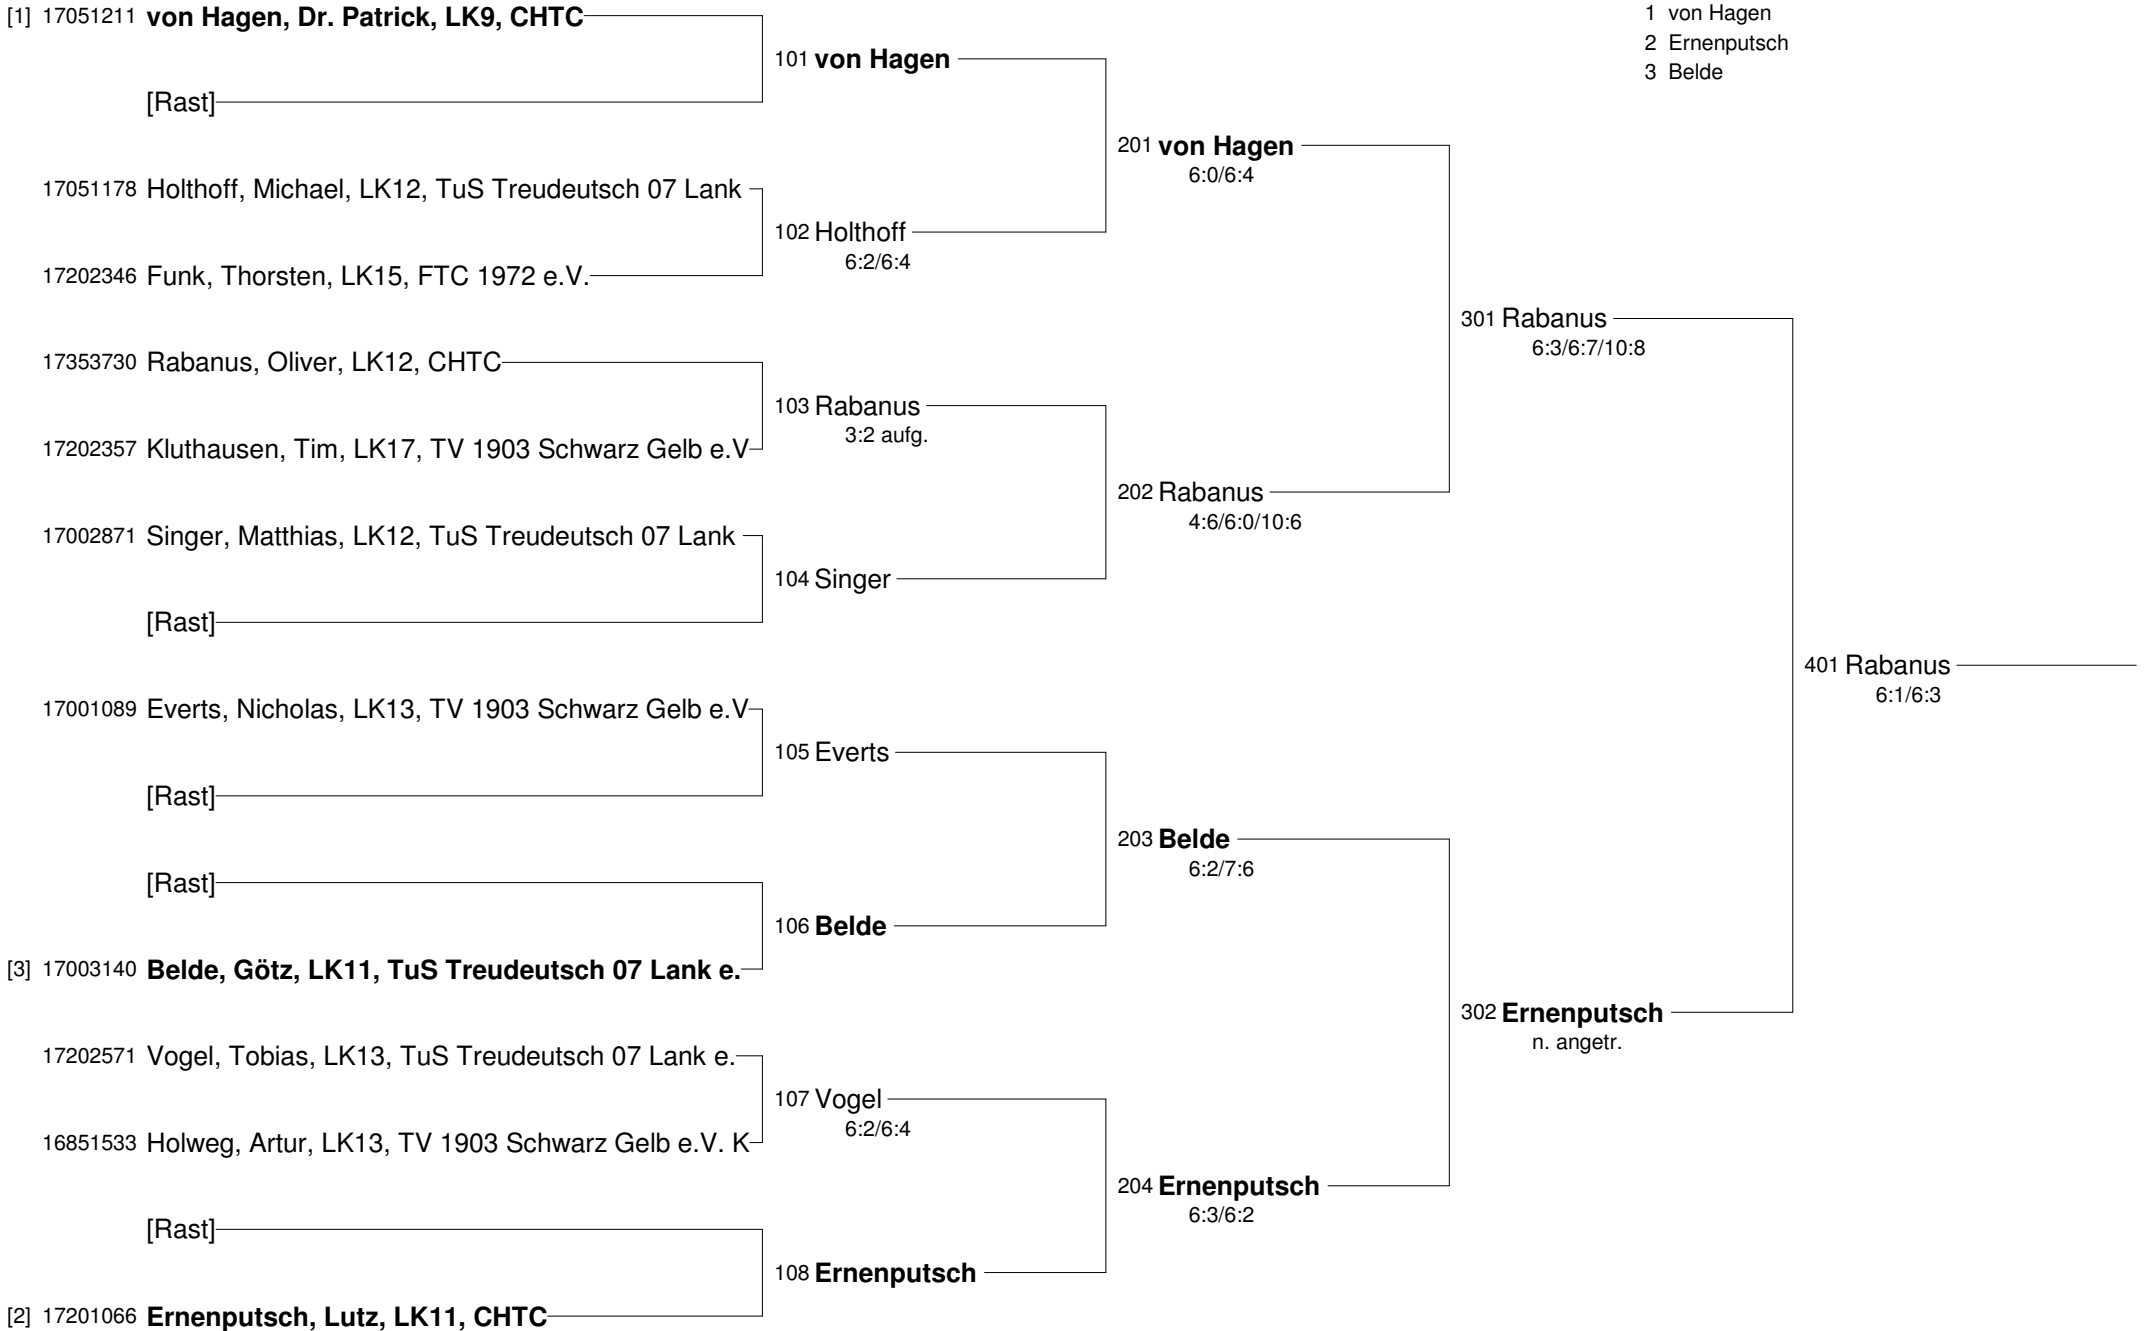 [1] 17051211 von Hagen, Dr. Patrick, LK9, CHTC
[Rast]
17051178 Holthoff, Michael, LK12, TuS Treudeutsch 07 Lank
17202346 Funk, Thorsten, LK15, FTC 1972 e.V.
17353730 Rabanus, Oliver, LK12, CHTC
17202357 Kluthausen, Tim, LK17, TV 1903 Schwarz Gelb e.V
17002871 Singer, Matthias, LK12, TuS Treudeutsch 07 Lank
[Rast]
17001089 Everts, Nicholas, LK13, TV 1903 Schwarz Gelb e.V
[Rast]
[Rast]
[3] 17003140 Belde, Götz, LK11, TuS Treudeutsch 07 Lank e.
17202571 Vogel, Tobias, LK13, TuS Treudeutsch 07 Lank e.
16851533 Holweg, Artur, LK13, TV 1903 Schwarz Gelb e.V. K
[Rast]
[2] 17201066 Ernenputsch, Lutz, LK11, CHTC
101 von Hagen
102 Holthoff
6:2/6:4
103 Rabanus
3:2 aufg.
104 Singer
105 Everts
106 Belde
107 Vogel
6:2/6:4
108 Ernenputsch
201 von Hagen
6:0/6:4
202 Rabanus
4:6/6:0/10:6
203 Belde
6:2/7:6
204 Ernenputsch
6:3/6:2
301 Rabanus
6:3/6:7/10:8
302 Ernenputsch
n. angetr.
401 Rabanus
6:1/6:3
1 von Hagen
2 Ernenputsch
3 Belde